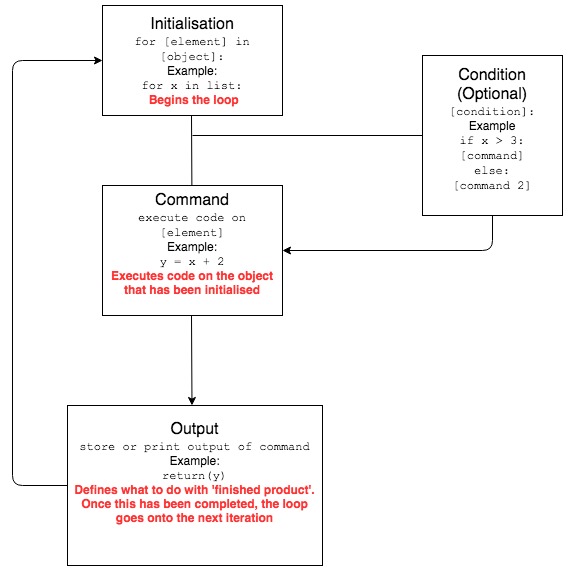 Initialisation
for [element] in
[object]:
Example:
for x in list:
Begins the loop
Condition
(Optional)
[condition]:
Example
if x > 3:
[command]
else:
[command 2]
Command
execute code on
[element]
Example:
y = x + 2
Executes code on the object
that has been initialised
Output
store or print output of command
Example:
return(y)
Defines what to do with 'finished product'.
Once this has been completed, the loop
goes onto the next iteration